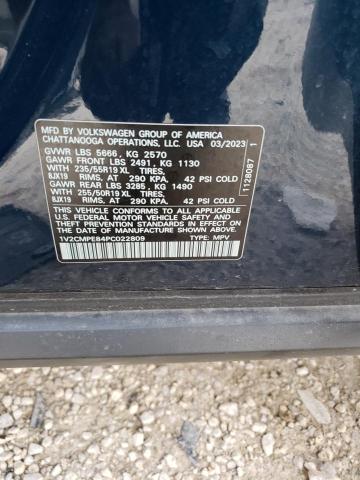 MFD. BY VOLKSWAGEN GROUP OF AMERICA
CHATTANOOGA OPERATIONS, LLC. USA 03/2023
GVWR LBS 5666, KG 2570
GAWR FRONT LBS 2491, KG 1130
WITH 235/55R19 XL TIRES,
8JX19 RIMS, AT 290 KPA, 42 PSI COLD
GAWR REAR LBS 3285, KG 1490
WITH 255/50R19 XL TIRES,
8JX19 RIMS, AT 290 KPA, 42 PSI COLD
THIS VEHICLE CONFORMS TO ALL APPLICABLE
U.S. FEDERAL MOTOR VEHICLE SAFETY STANDARDS
IN EFFECT ON THE DATE OF MANUFACTURE SHOWN ABOVE.
1V2CMPE84PC022809 TYPE: MPV
1128087 1